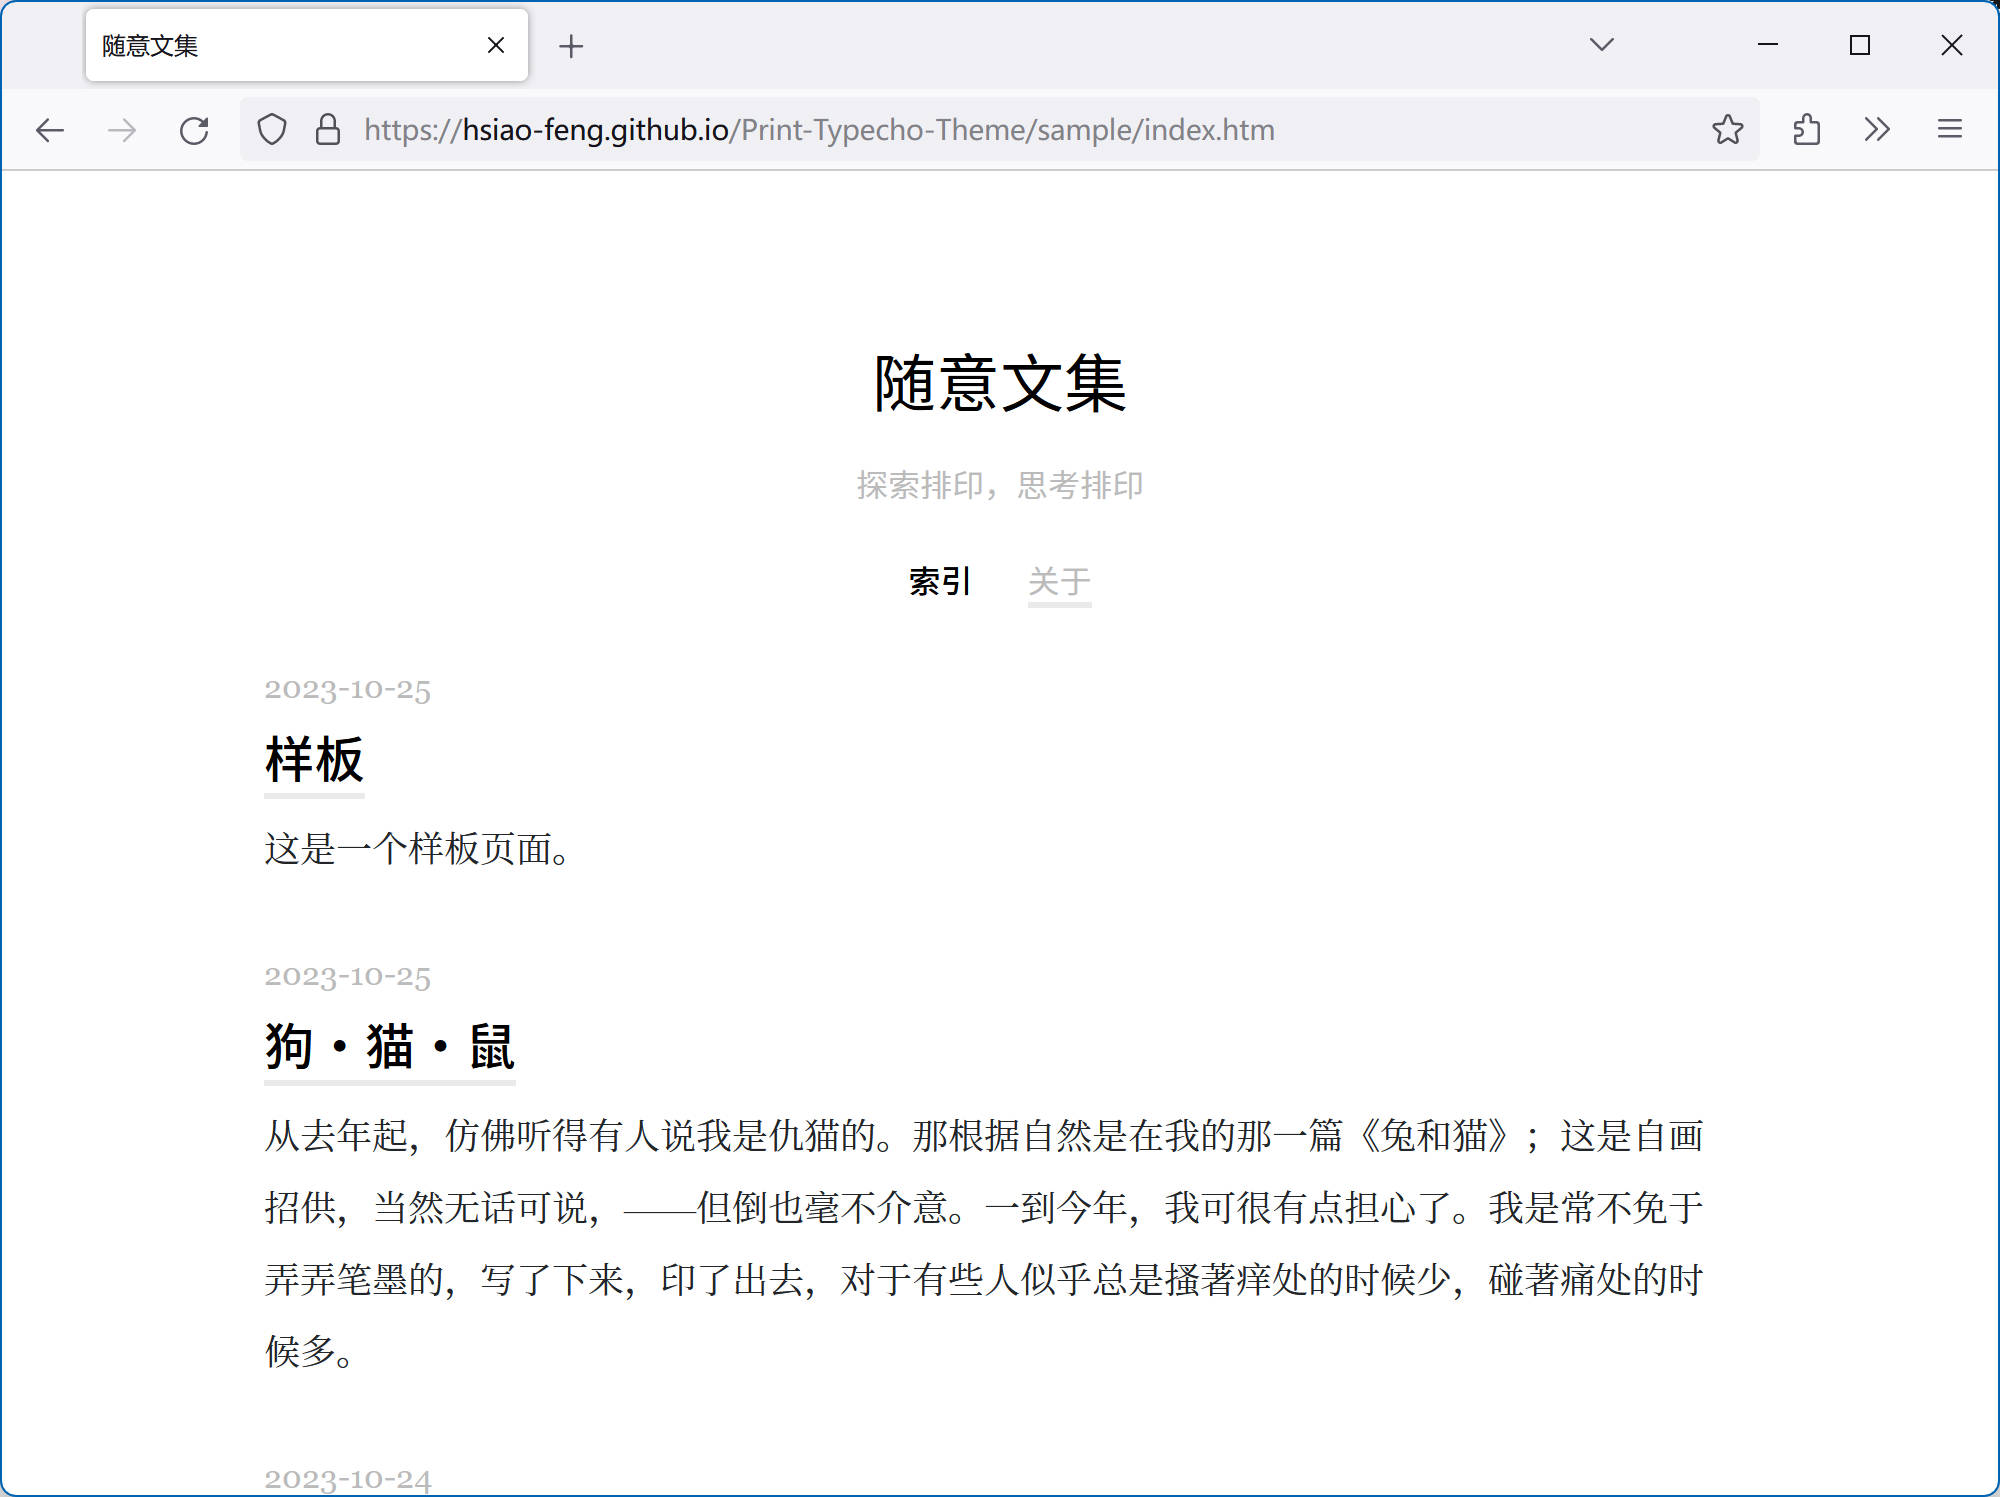 随意文集
https://hsiao-feng.github.io/Print-Typecho-Theme/sample/index.htm
随意文集
探索排印，思考排印
索引 关于
2023-10-25
样板
这是一个样板页面。
2023-10-25
狗·猫·鼠
从去年起，仿佛听得有人说我是仇猫的。那根据自然是在我的那一篇《兔和猫》；这是自画
招供，当然无话可说，——但倒也毫不介意。一到今年，我可很有点担心了。我是常不免于
弄弄笔墨的，写了下来，印了出去，对于有些人似乎总是搔著痒处的时候少，碰著痛处的时
候多。
2023-10-24